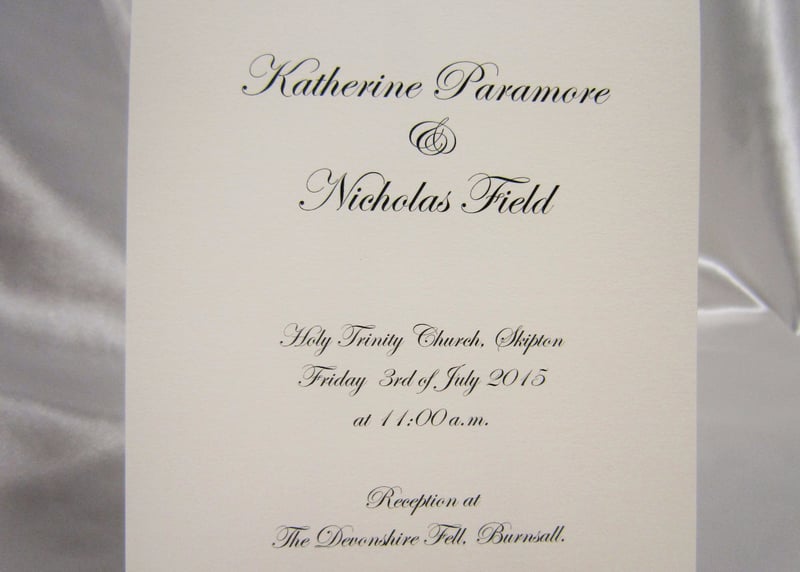 Katherine Paramore
&
Nicholas Field
Holy Trinity Church, Skipton
Friday 3rd of July 2015
at 11:00 a.m.
Reception at
The Devonshire Fell, Burnsall.